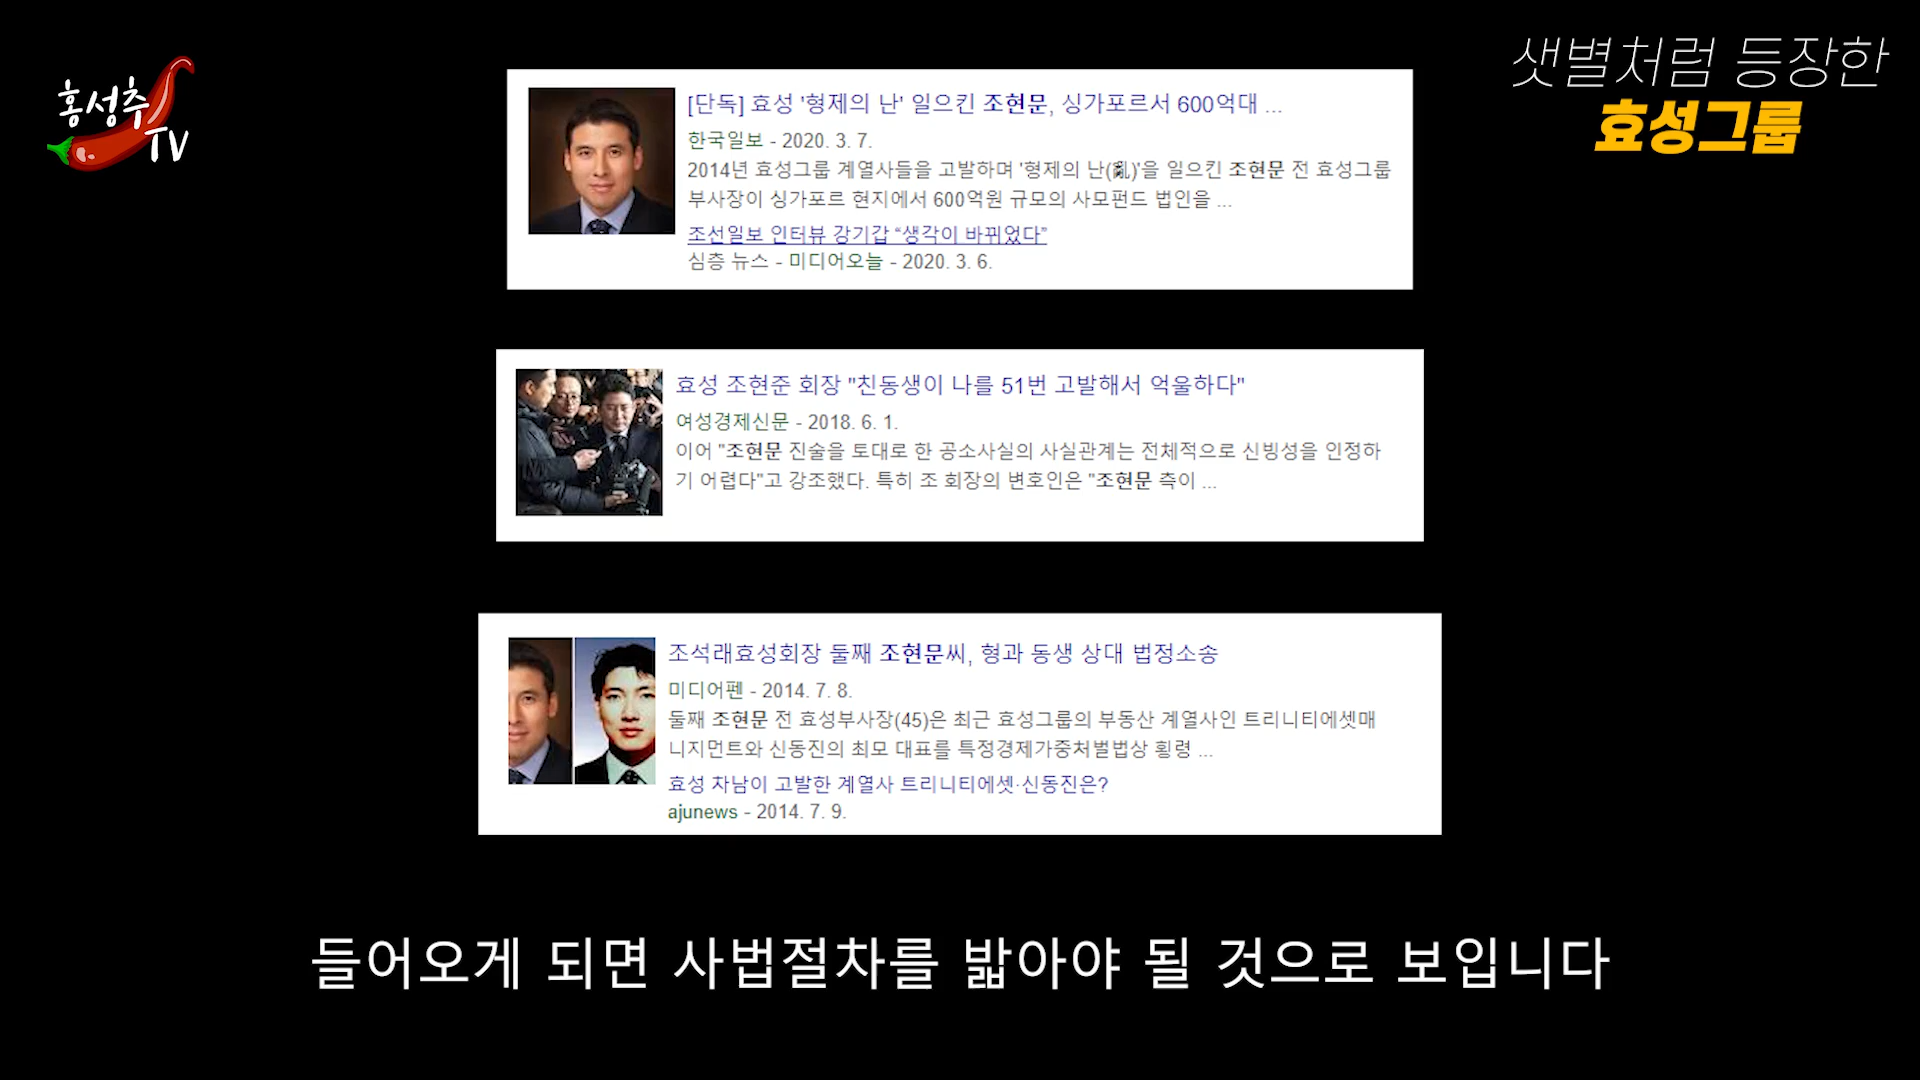 홍성추
TV
샛별처럼 등장한
효성그룹
[단독] 효성 '형제의 난' 일으킨 조현문, 싱가포르서 600억대 ...
한국일보 - 2020. 3. 7.
2014년 효성그룹 계열사들을 고발하며 '형제의 난(亂)'을 일으킨 조현문 전 효성그룹
부사장이 싱가포르 현지에서 600억원 규모의 사모펀드 법인을 ...
조선일보 인터뷰 강기갑 “생각이 바뀌었다”
심층 뉴스 - 미디어오늘 - 2020. 3. 6.
효성 조현준 회장 "친동생이 나를 51번 고발해서 억울하다"
여성경제신문 - 2018. 6. 1.
이어 "조현문 진술을 토대로 한 공소사실의 사실관계는 전체적으로 신빙성을 인정하
기 어렵다"고 강조했다. 특히 조 회장의 변호인은 "조현문 측이 ...
조석래효성회장 둘째 조현문씨, 형과 동생 상대 법정소송
미디어펜 - 2014. 7. 8.
둘째 조현문 전 효성부사장(45)은 최근 효성그룹의 부동산 계열사인 트리니티에셋매
니지먼트와 신동진의 최모 대표를 특정경제가중처벌법상 횡령 ...
효성 차남이 고발한 계열사 트리니티에셋·신동진은?
ajunews - 2014. 7. 9.
들어오게 되면 사법절차를 밟아야 될 것으로 보입니다